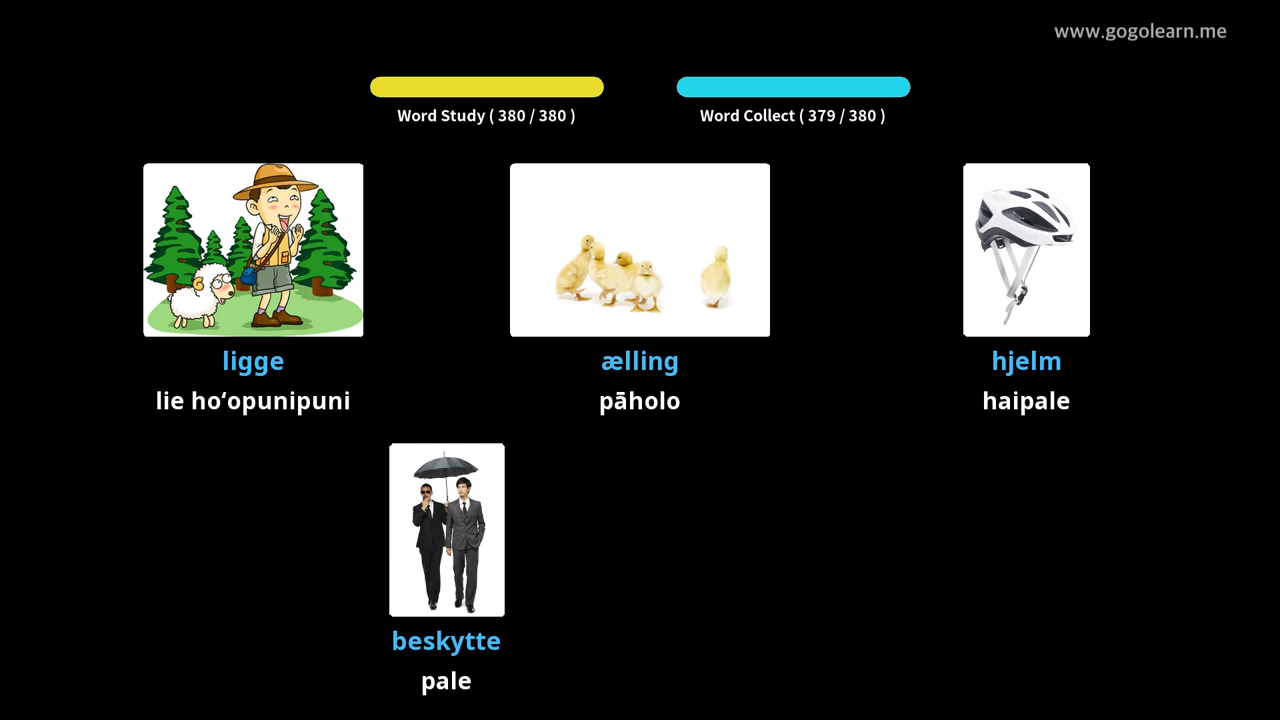 www.gogolearn.me
Word Study ( 380 / 380 )
Word Collect ( 379 / 380 )
ligge
lie hoʻopunipuni
ælling
pāholo
hjelm
haipale
beskytte
pale